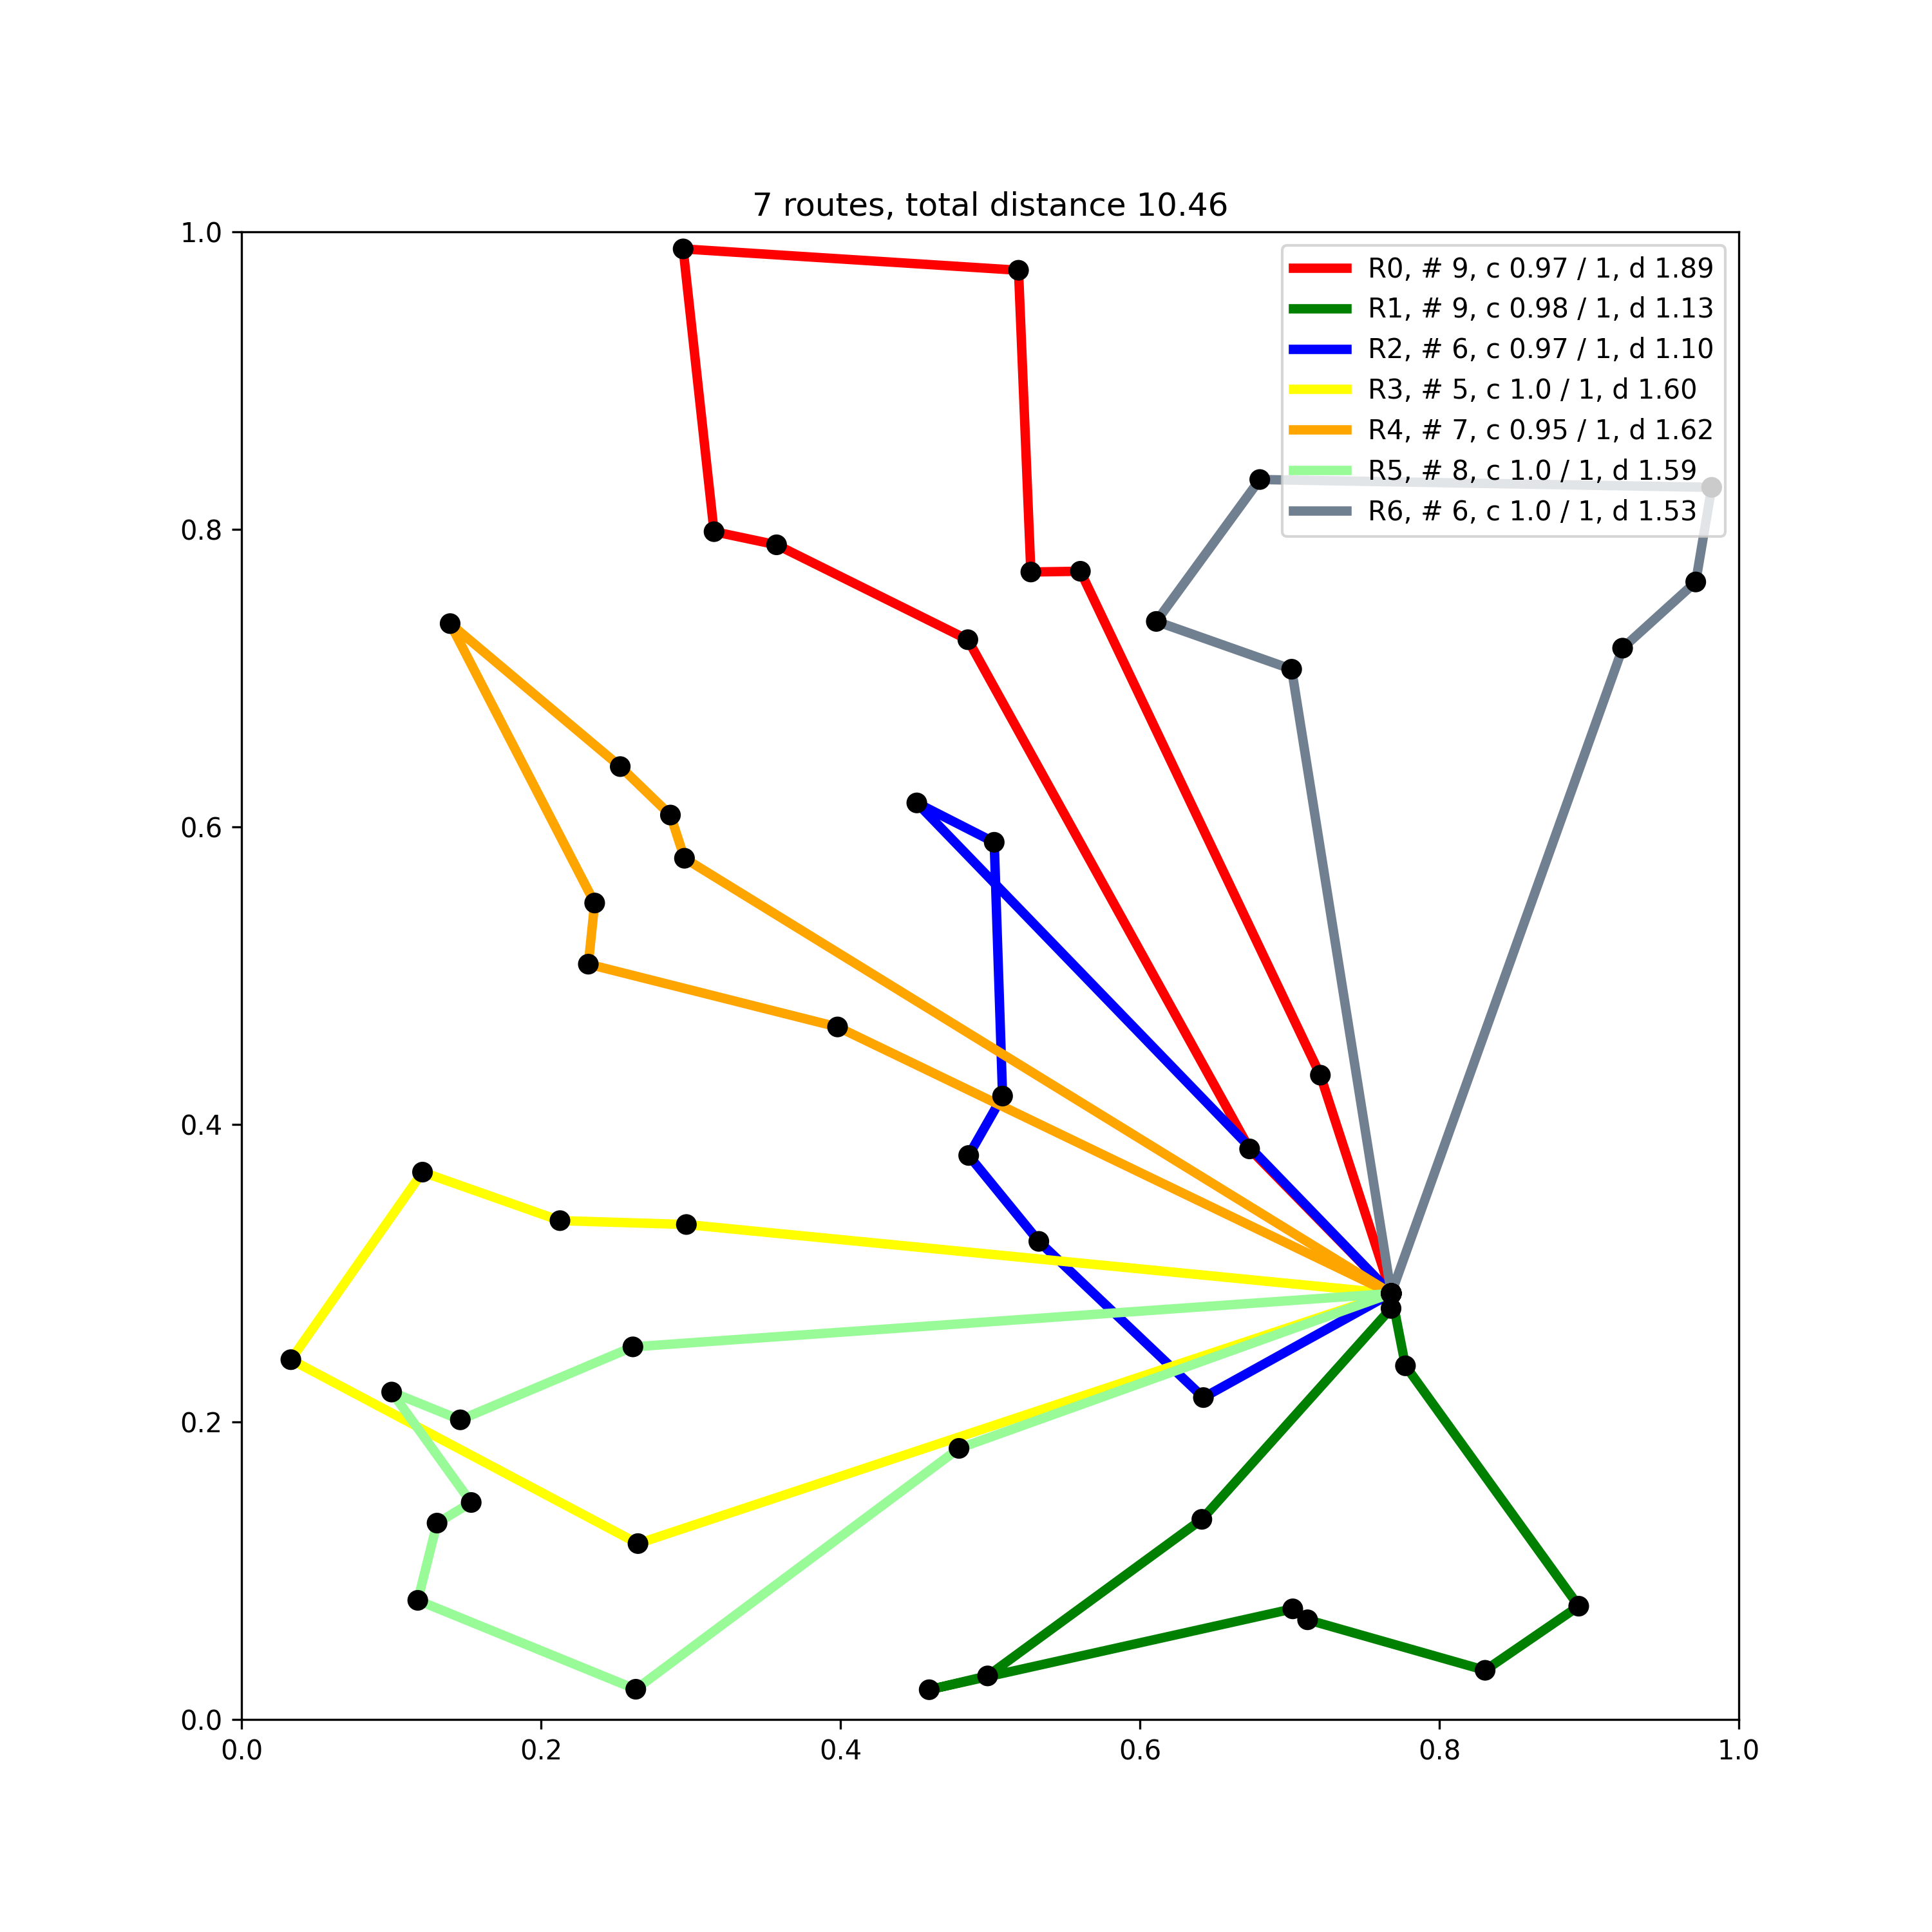 7 routes, total distance 10.46
1.0
0.8
0.6
0.4
0.2
0.0
0.0 0.2 0.4 0.6 0.8 1.0
R0, # 9, c 0.97 / 1, d 1.89
R1, # 9, c 0.98 / 1, d 1.13
R2, # 6, c 0.97 / 1, d 1.10
R3, # 5, c 1.0 / 1, d 1.60
R4, # 7, c 0.95 / 1, d 1.62
R5, # 8, c 1.0 / 1, d 1.59
R6, # 6, c 1.0 / 1, d 1.53